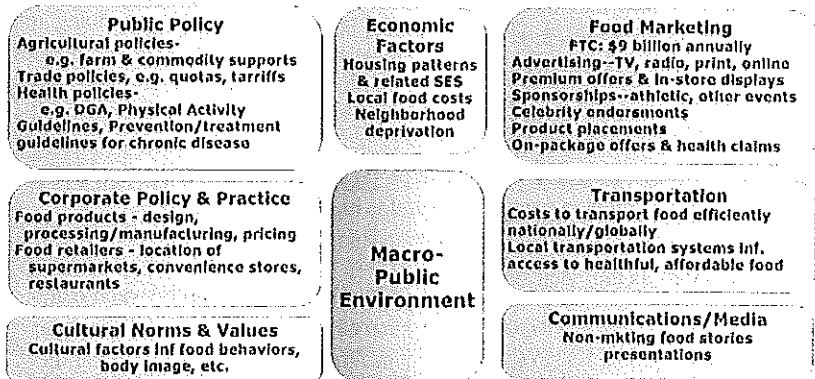 Public Policy
Agricultural policies-
e.g. farm & commodity supports
Trade policies, e.g. quotas, tarriffs
Health policies-
e.g. DGA, Physical Activity
Guidelines, Prevention/treatment
guidelines for chronic disease
Economic
Factors
Housing patterns
& related SES
Local food costs
Neighborhood
deprivation
Food Marketing
FTC: $9 billion annually
Advertising--TV, radio, print, online
Premium offers & in-store displays
Sponsorships--athletic, other events
Celebrity endorsments
Product placements
On-package offers & health claims
Corporate Policy & Practice
Food products - design,
processing/manufacturing, pricing
Food retailers - location of
supermarkets, convenience stores,
restaurants
Macro-
Public
Environment
Transportation
Costs to transport food efficiently
nationally/globally
Local transportation systems inf.
access to healthful, affordable food
Cultural Norms & Values
Cultural factors inf food behaviors,
body image, etc.
Communications/Media
Non-mkting food stories
presentations